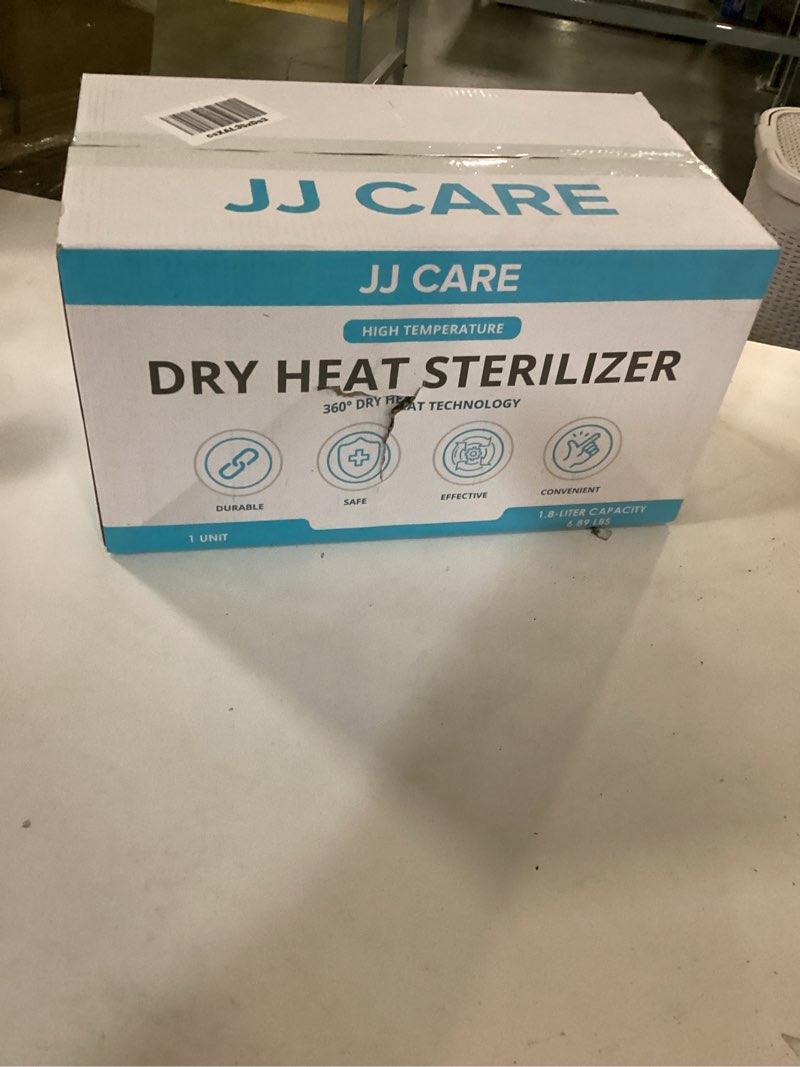 JJ CARE
JJ CARE
HIGH TEMPERATURE
DRY HEAT STERILIZER
360° DRY HEAT TECHNOLOGY
DURABLE
SAFE
EFFECTIVE
CONVENIENT
1 UNIT
1.8-LITER CAPACITY
6.89 LBS